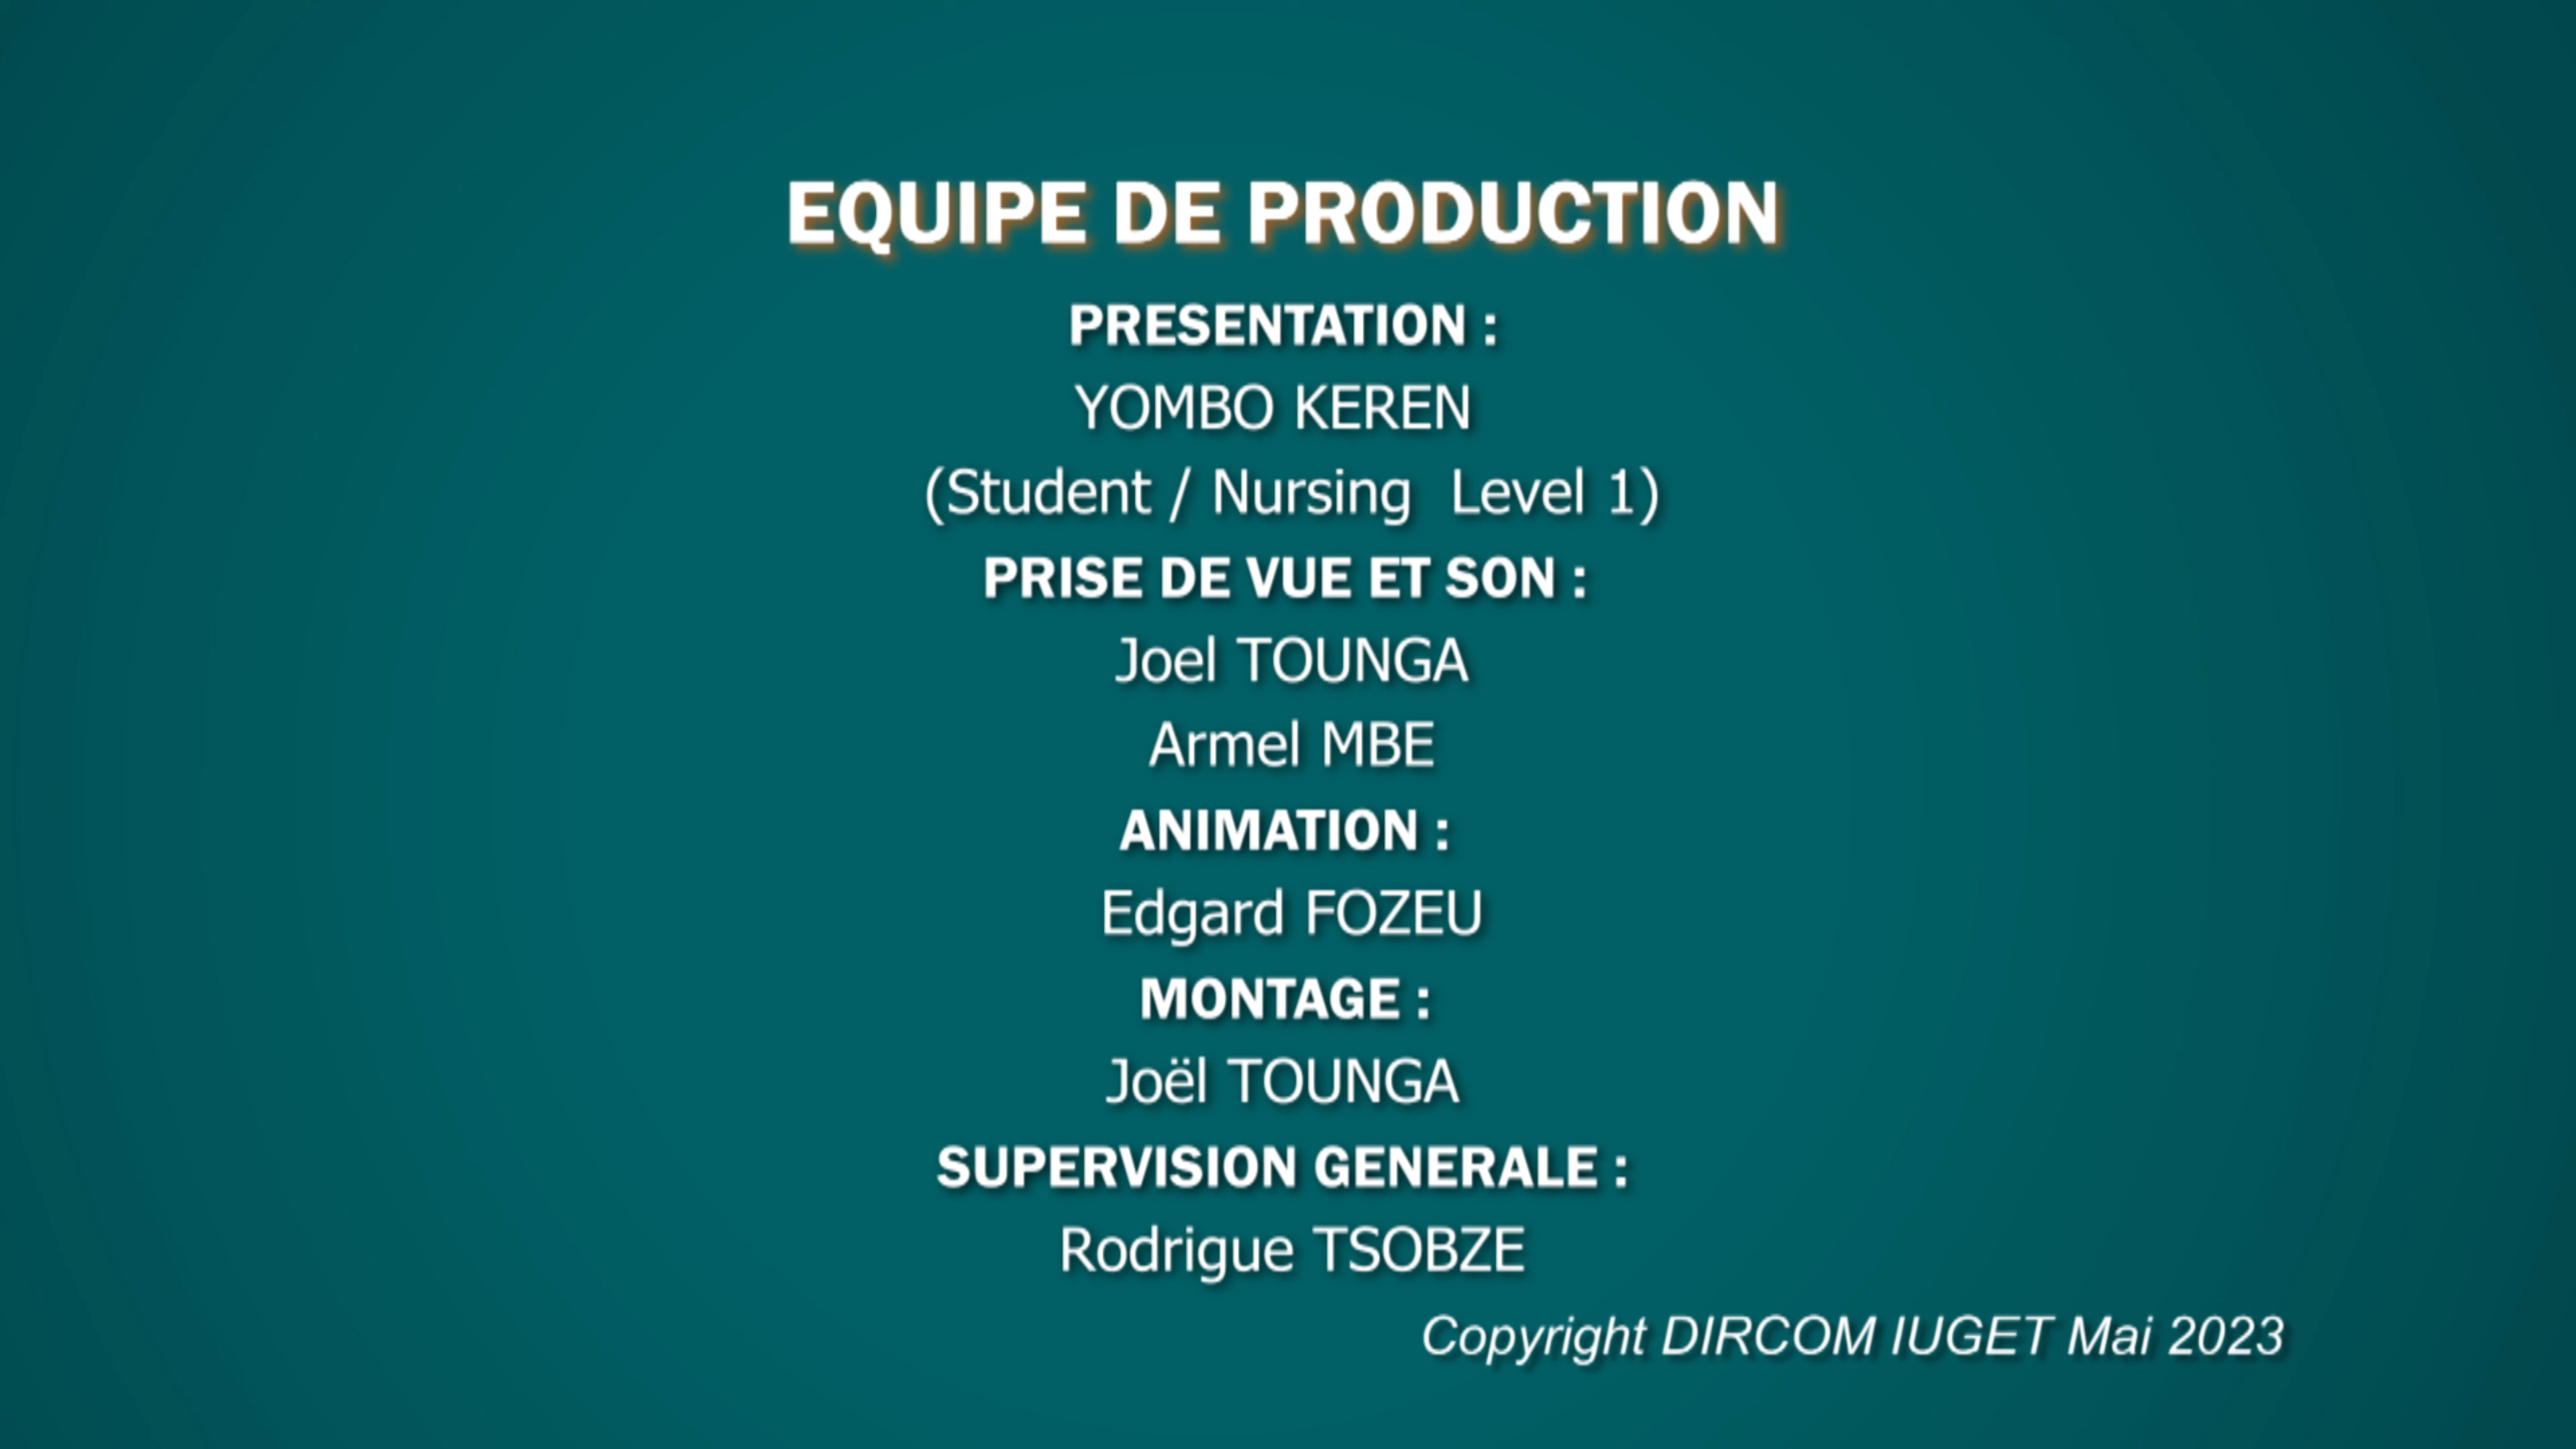 EQUIPE DE PRODUCTION
PRESENTATION :
YOMBO KEREN
(Student / Nursing Level 1)
PRISE DE VUE ET SON :
Joel TOUNGA
Armel MBE
ANIMATION :
Edgard FOZEU
MONTAGE :
Joël TOUNGA
SUPERVISION GENERALE :
Rodrigue TSOBZE
Copyright DIRCOM IUGET Mai 2023